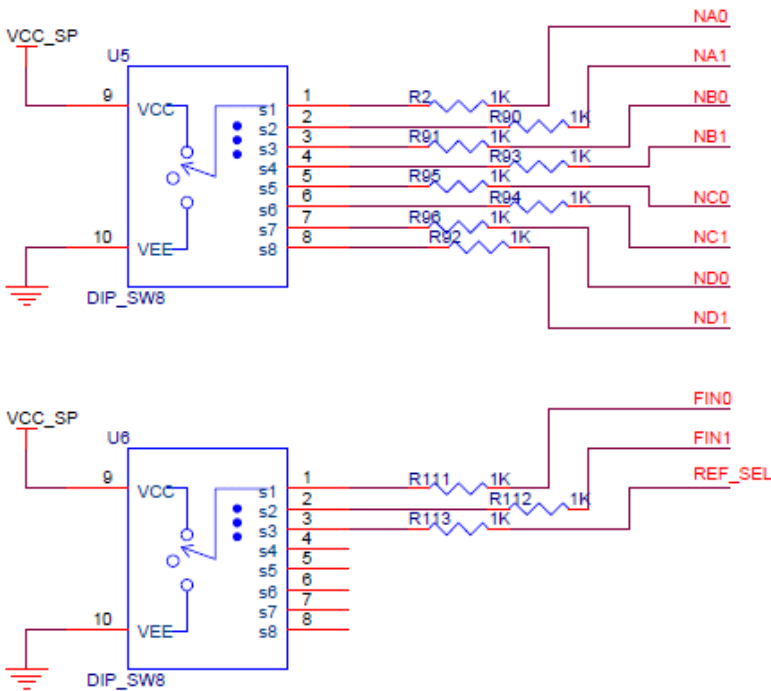 NA0
VCC_SP
U5
NA1
9
VCC
s1
1
R2
1K
NB0
s2
2
R90
1K
s3
3
R91
1K
NB1
s4
4
R93
1K
s5
5
R95
1K
NC0
s6
6
R94
1K
s7
7
R96
1K
NC1
10
VEE
s8
8
R92
1K
ND0
DIP_SW8
ND1
FIN0
VCC_SP
U6
FIN1
9
VCC
s1
1
R111
1K
REF_SEL
s2
2
R112
1K
s3
3
R113
1K
s4
4
s5
5
s6
6
s7
7
10
VEE
s8
8
DIP_SW8